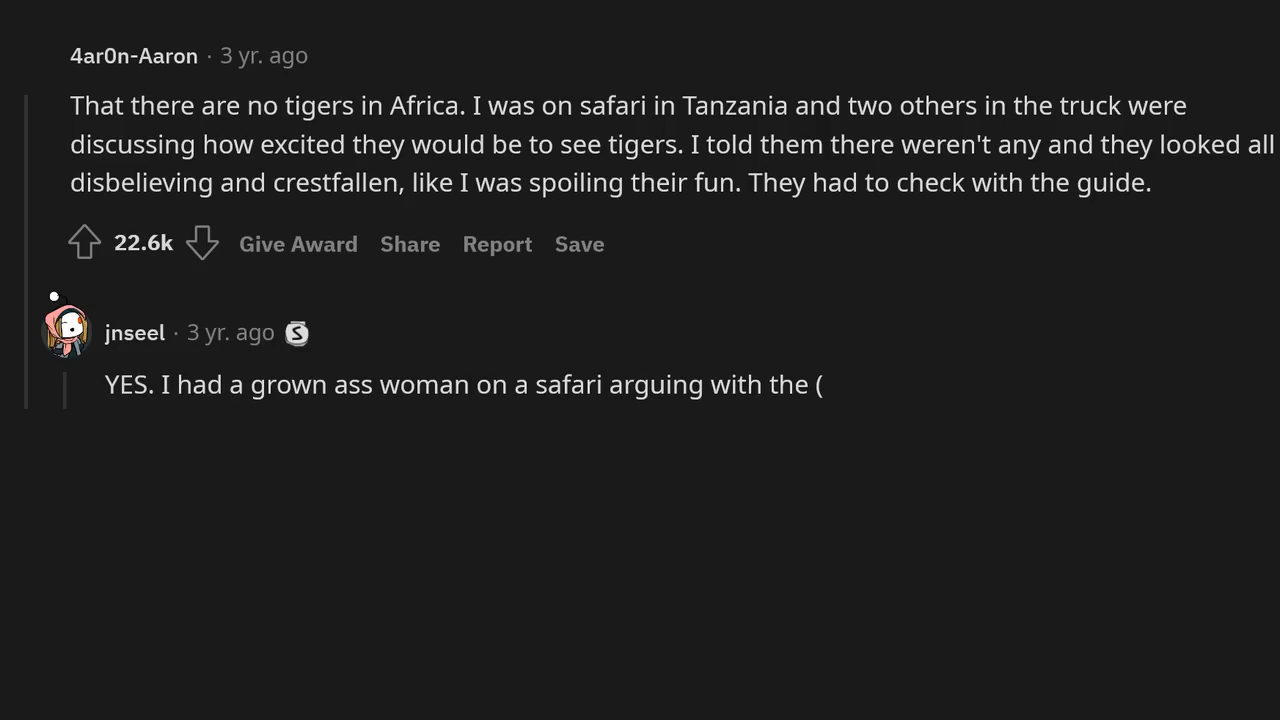 4ar0n-Aaron · 3 yr. ago
That there are no tigers in Africa. I was on safari in Tanzania and two others in the truck were
discussing how excited they would be to see tigers. I told them there weren't any and they looked all
disbelieving and crestfallen, like I was spoiling their fun. They had to check with the guide.
22.6k Give Award Share Report Save
jnseel · 3 yr. ago S
YES. I had a grown ass woman on a safari arguing with the (